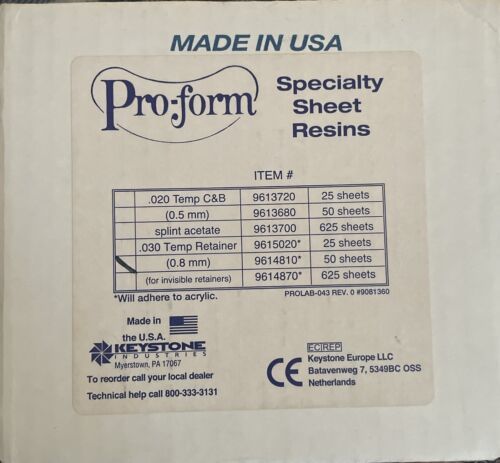 MADE IN USA
Pro-form
Specialty
Sheet
Resins
ITEM #
.020 Temp C&B 9613720 25 sheets
(0.5 mm) 9613680 50 sheets
splint acetate 9613700 625 sheets
.030 Temp Retainer 9615020* 25 sheets
(0.8 mm) 9614810* 50 sheets
(for invisible retainers) 9614870* 625 sheets
*Will adhere to acrylic. PROLAB-043 REV. 0 #9081360
Made in
the U.S.A.
KEYSTONE
INDUSTRIES
Myerstown, PA 17067
To reorder call your local dealer
Technical help call 800-333-3131
EC REP
CE
Keystone Europe LLC
Batavenweg 7, 5349BC OSS
Netherlands